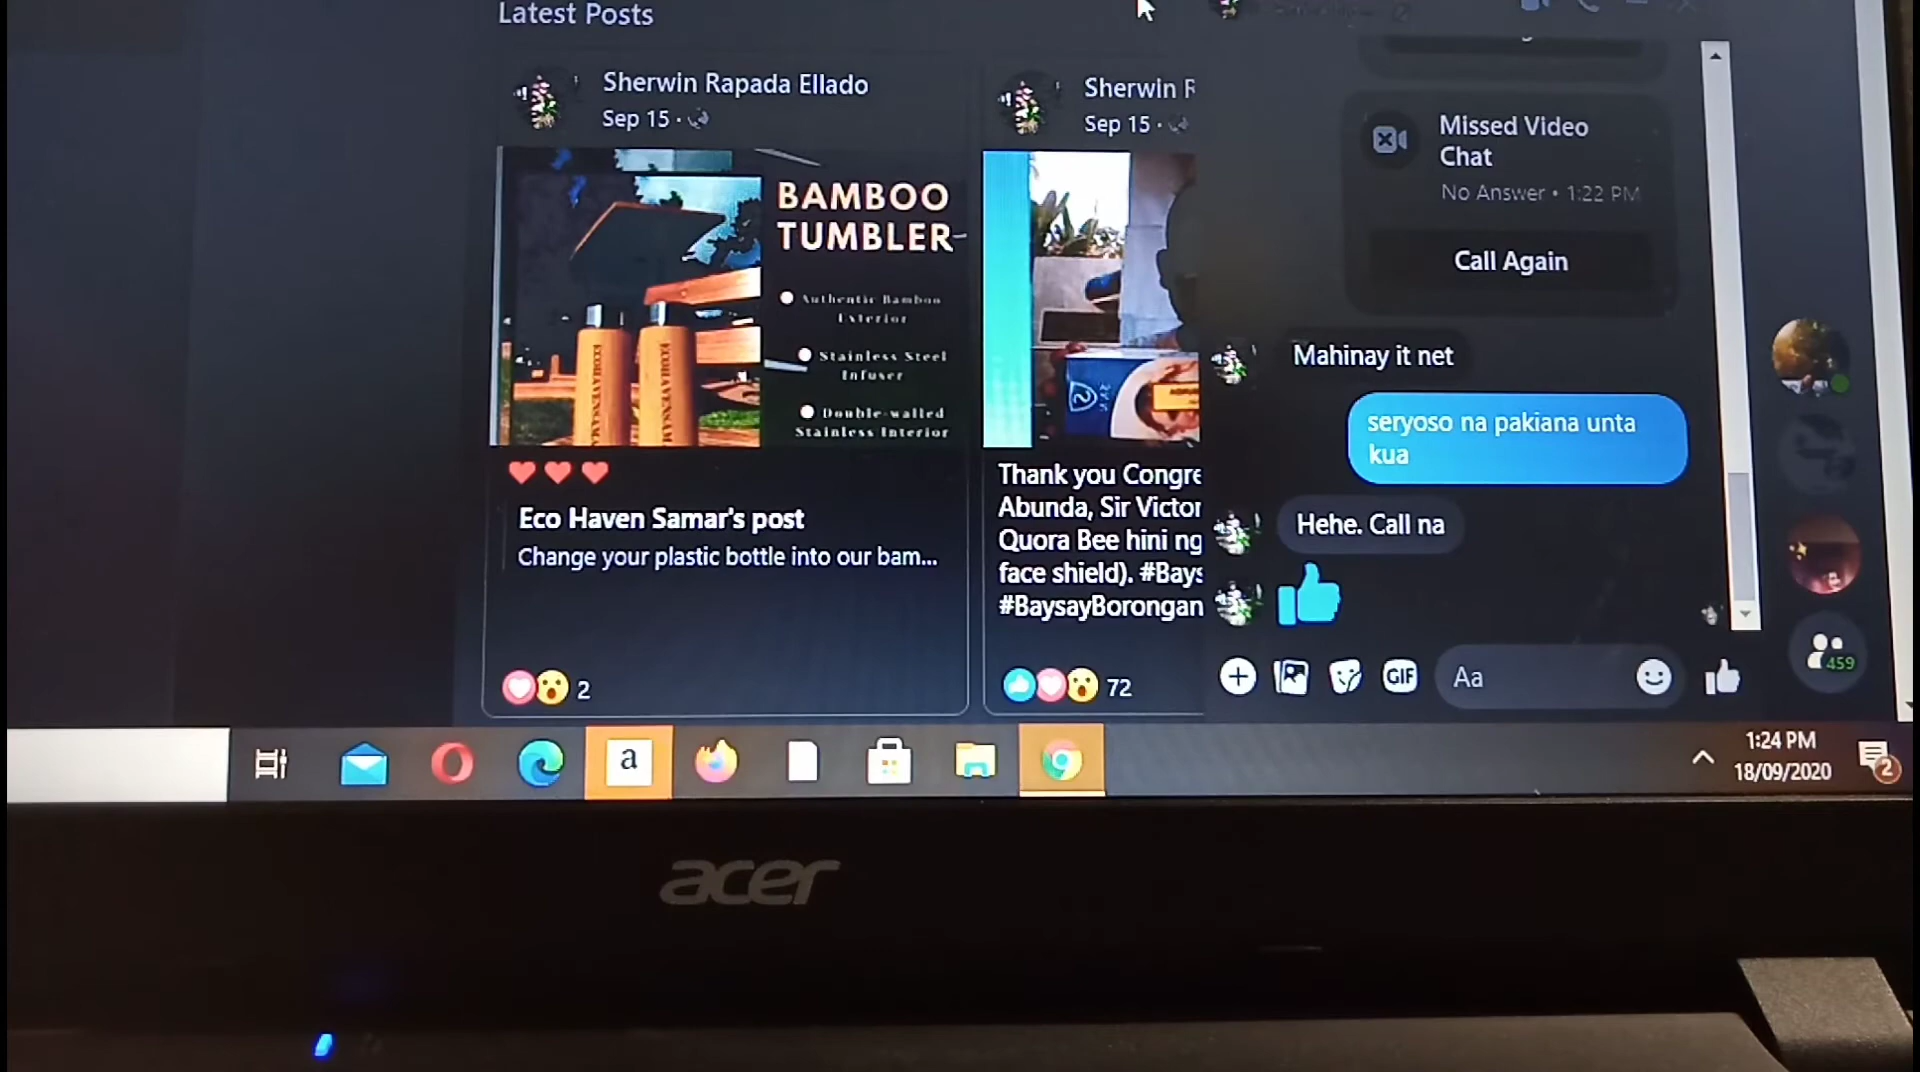 Latest Posts
Sherwin Rapada Ellado
Sep 15
BAMBOO
TUMBLER
Authentic Bamboo
Exterior
Stainless Steel
Infuser
Double-walled
Stainless Interior
ECOHAVENSAMA
ECOHAVENSAMA
Eco Haven Samar's post
Change your plastic bottle into our bam...
2
Sherwin R
Sep 15
Thank you Congre
Abunda, Sir Victor
Quora Bee hini ng
face shield). #Bays
#BaysayBorongan
72
Missed Video
Chat
No Answer • 1:22 PM
Call Again
Mahinay it net
seryoso na pakiana unta
kua
Hehe. Call na
GIF
Aa
459
a
1:24 PM
18/09/2020
2
acer